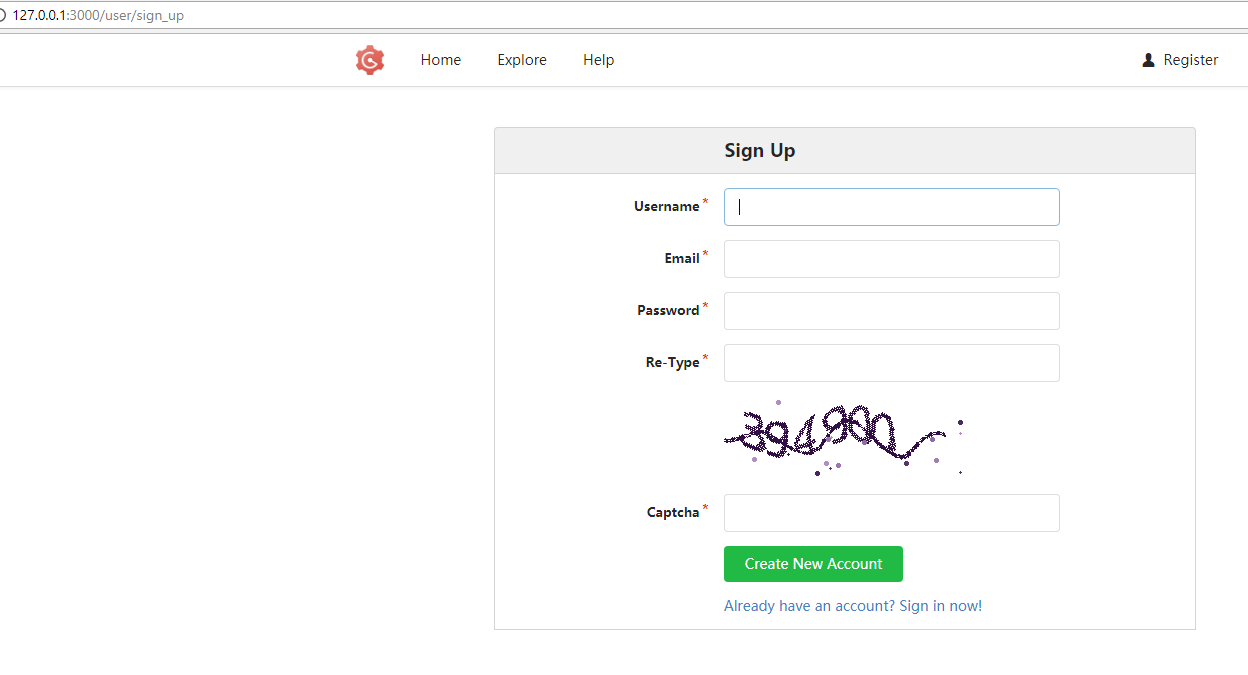 127.0.0.1:3000/user/sign_up
Home Explore Help Register
Sign Up
Username*
Email*
Password*
Re-Type*
Captcha*
Create New Account
Already have an account? Sign in now!